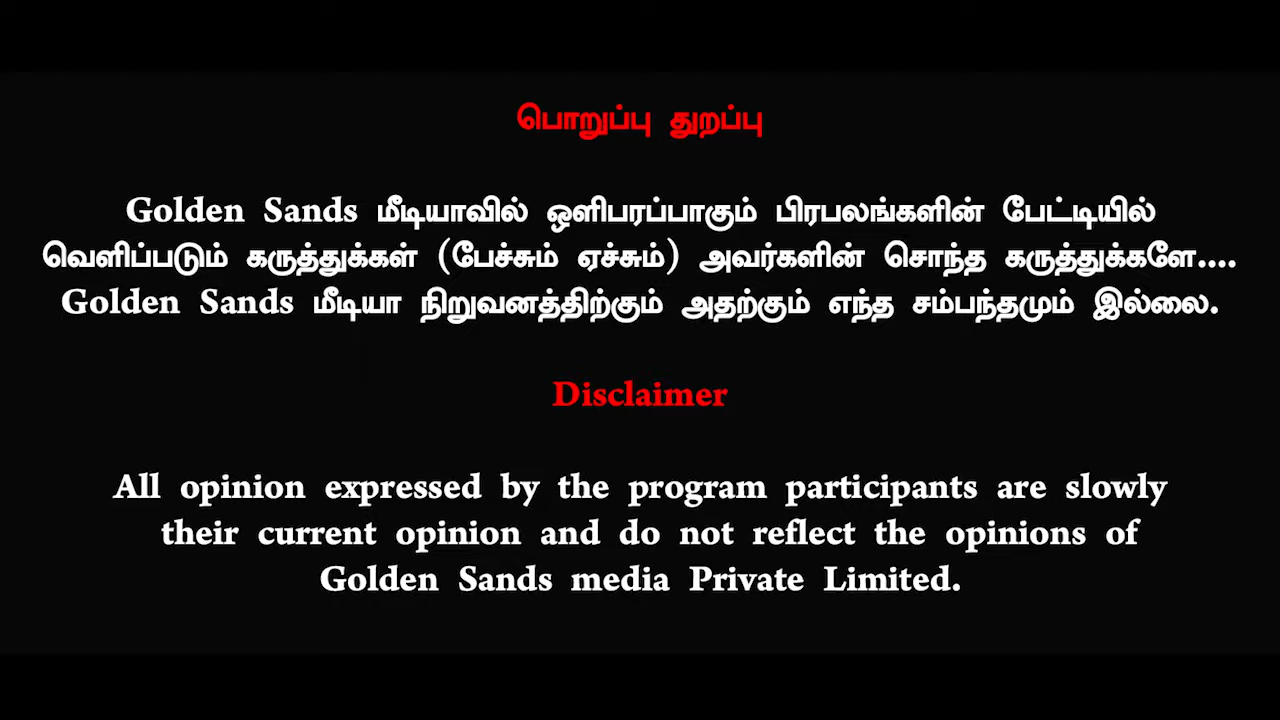 பொறுப்பு துறப்பு
Golden Sands மீடியாவில் ஒளிபரப்பாகும் பிரபலங்களின் பேட்டியில்
வெளிப்படும் கருத்துக்கள் (பேச்சும் ஏச்சும்) அவர்களின் சொந்த கருத்துக்களே....
Golden Sands மீடியா நிறுவனத்திற்கும் அதற்கும் எந்த சம்பந்தமும் இல்லை.
Disclaimer
All opinion expressed by the program participants are slowly
their current opinion and do not reflect the opinions of
Golden Sands media Private Limited.